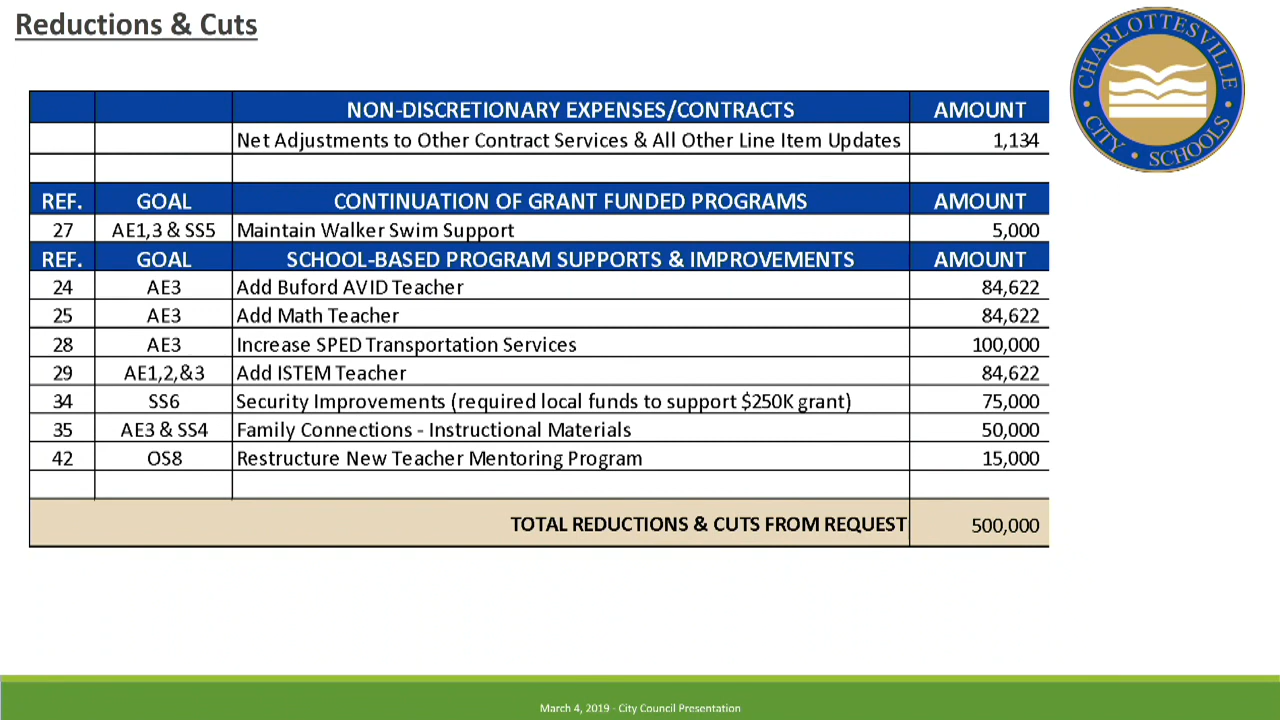 Reductions & Cuts
CHARLOTTESVILLE
CITY • SCHOOLS
NON-DISCRETIONARY EXPENSES/CONTRACTS AMOUNT
Net Adjustments to Other Contract Services & All Other Line Item Updates 1,134
REF. GOAL CONTINUATION OF GRANT FUNDED PROGRAMS AMOUNT
27 AE1,3 & SS5 Maintain Walker Swim Support 5,000
REF. GOAL SCHOOL-BASED PROGRAM SUPPORTS & IMPROVEMENTS AMOUNT
24 AE3 Add Buford AVID Teacher 84,622
25 AE3 Add Math Teacher 84,622
28 AE3 Increase SPED Transportation Services 100,000
29 AE1,2,&3 Add ISTEM Teacher 84,622
34 SS6 Security Improvements (required local funds to support $250K grant) 75,000
35 AE3 & SS4 Family Connections - Instructional Materials 50,000
42 OS8 Restructure New Teacher Mentoring Program 15,000
TOTAL REDUCTIONS & CUTS FROM REQUEST 500,000
March 4, 2019 - City Council Presentation